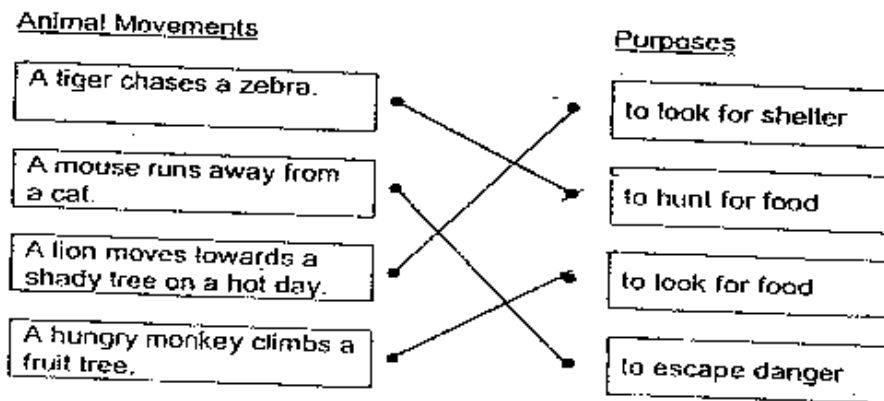 Animal Movements
A tiger chases a zebra.
A mouse runs away from
a cat.
A lion moves towards a
shady tree on a hot day.
A hungry monkey climbs a
fruit tree.
Purposes
to look for shelter
to hunt for food
to look for food
to escape danger